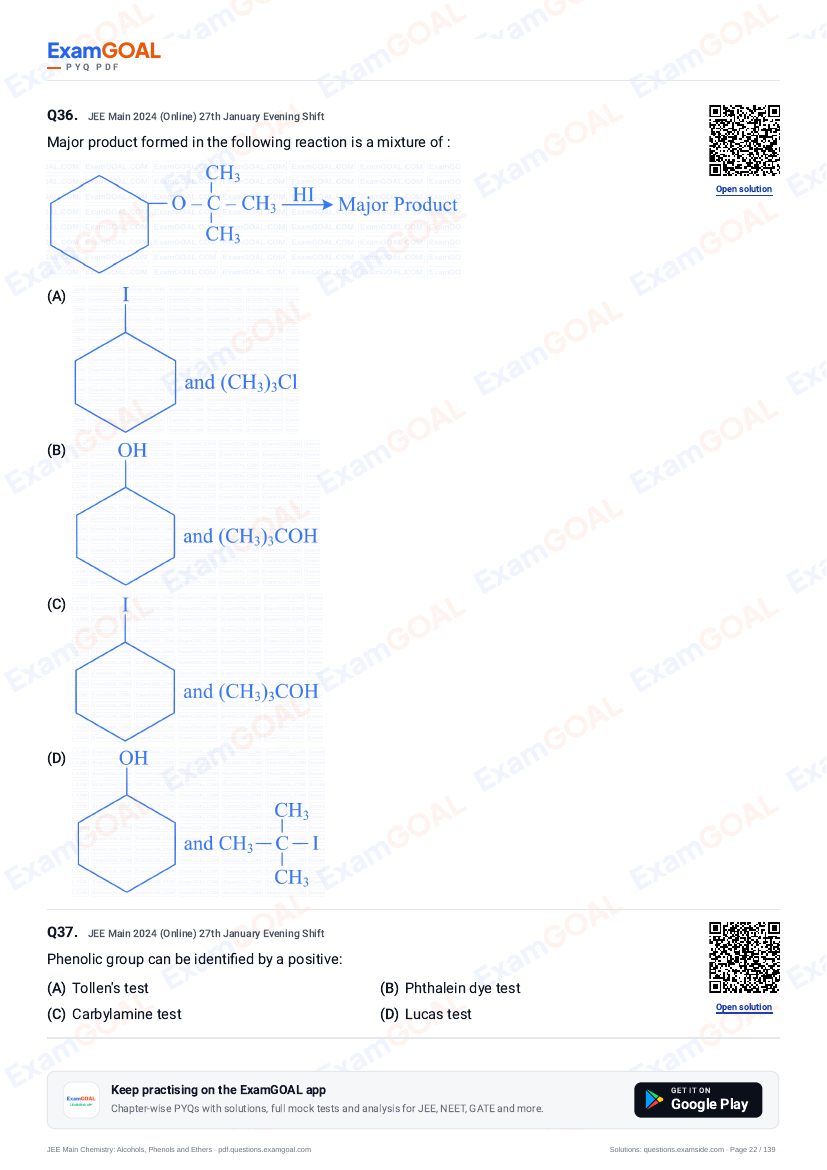 ExamGOAL
PYQ PDF
Q36. JEE Main 2024 (Online) 27th January Evening Shift
Major product formed in the following reaction is a mixture of :
Open solution
CH3
O – C – CH3 HI Major Product
CH3
(A)
I
and (CH3)3Cl
(B)
OH
and (CH3)3COH
(C)
I
and (CH3)3COH
(D)
OH
CH3
and CH3—C—I
CH3
Q37. JEE Main 2024 (Online) 27th January Evening Shift
Phenolic group can be identified by a positive:
(A) Tollen's test (B) Phthalein dye test
(C) Carbylamine test (D) Lucas test
Open solution
Keep practising on the ExamGOAL app
Chapter-wise PYQs with solutions, full mock tests and analysis for JEE, NEET, GATE and more.
GET IT ON
Google Play
JEE Main Chemistry: Alcohols, Phenols and Ethers · pdf.questions.examgoal.com
Solutions: questions.examside.com · Page 22 / 139